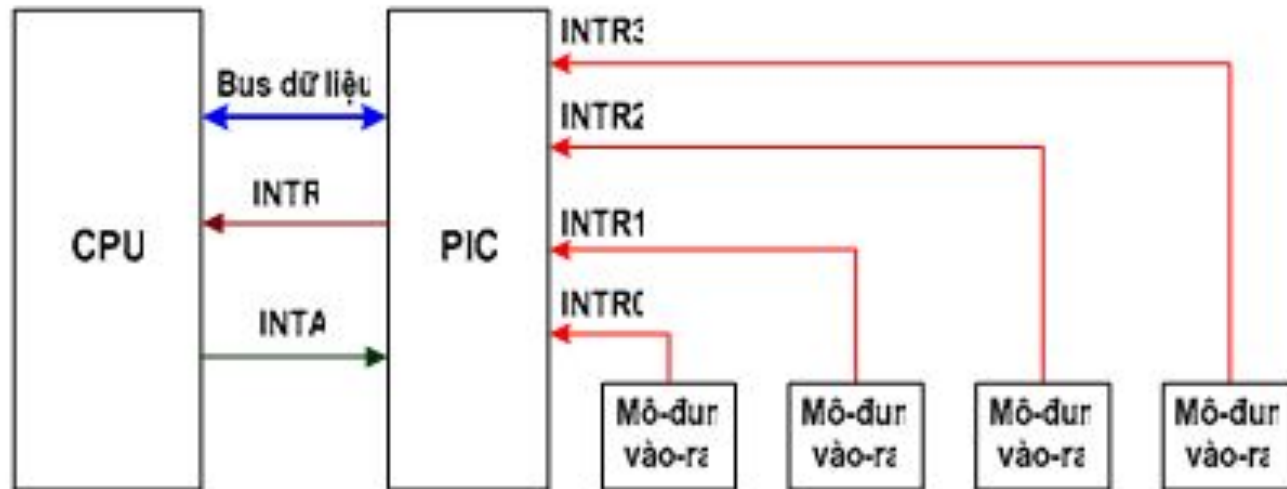 INTR3
Bus dữ liệu
INTR2
INTR
INTR1
CPU
PIC
INTR0
INTA
Mô-đun
vào-ra
Mô-đun
vào-ra
Mô-đun
vào-ra
Mô-đun
vào-ra